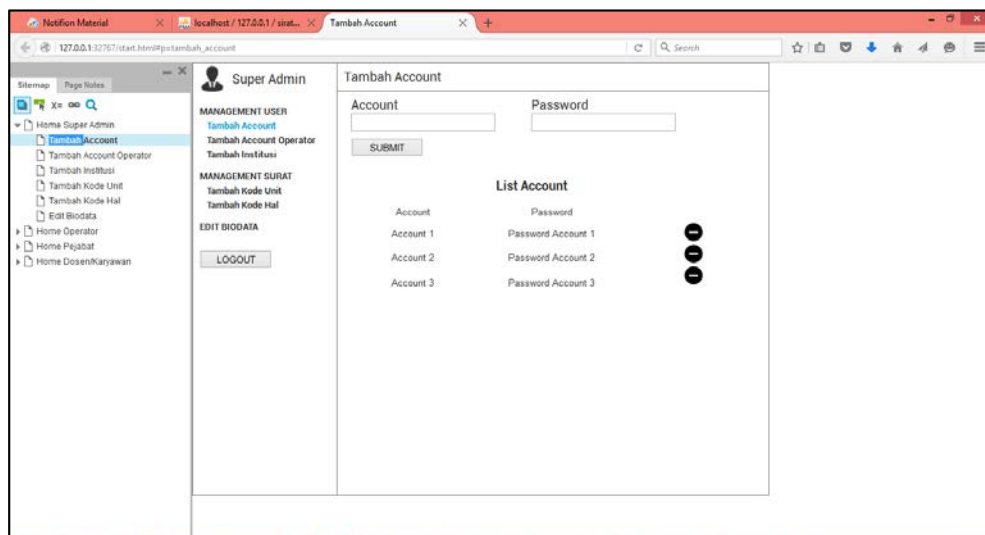 Notifion Material
localhost / 127.0.0.1 / sirat...
Tambah Account
127.0.0.1:32767/start.html#p=tambah_account
Search
Sitemap
Page Notes
X=
Home Super Admin
Tambah Account
Tambah Account Operator
Tambah Institusi
Tambah Kode Unit
Tambah Kode Hal
Edit Biodata
Home Operator
Home Pejabat
Home Dosen/Karyawan
Super Admin
MANAGEMENT USER
Tambah Account
Tambah Account Operator
Tambah Institusi
MANAGEMENT SURAT
Tambah Kode Unit
Tambah Kode Hal
EDIT BIODATA
LOGOUT
Tambah Account
Account Password
SUBMIT
List Account
Account Password
Account 1 Password Account 1
Account 2 Password Account 2
Account 3 Password Account 3